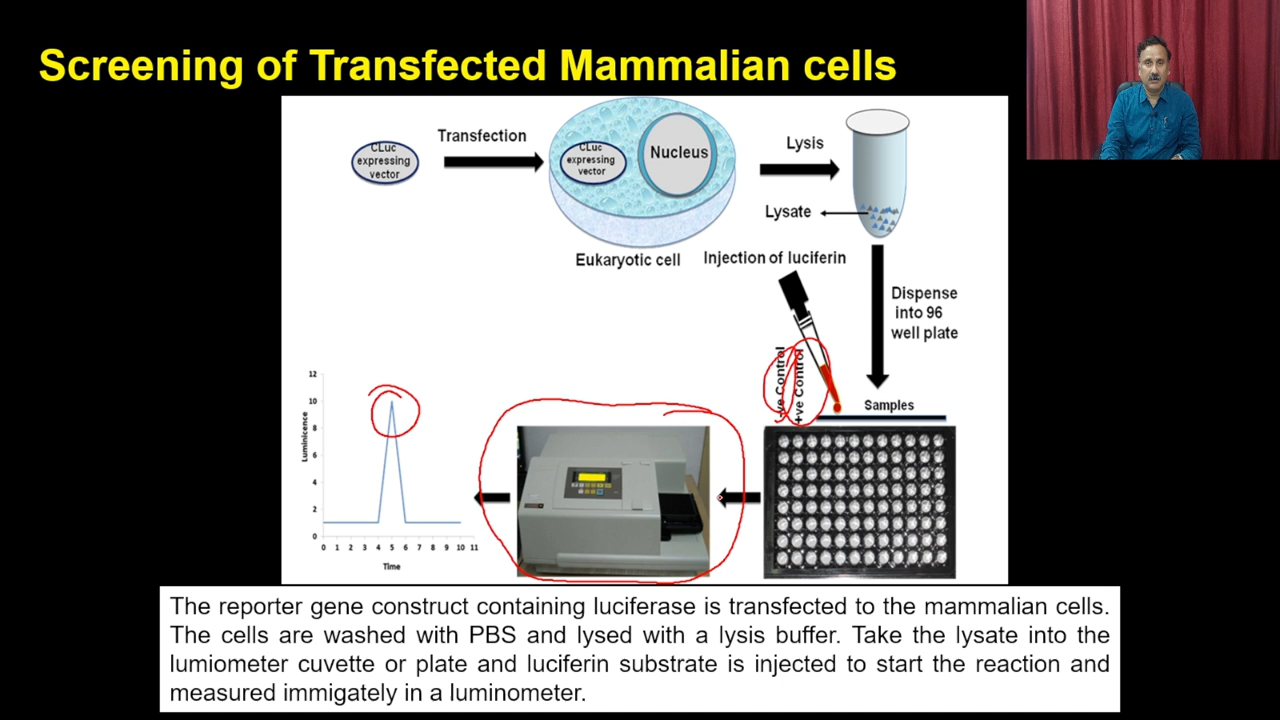 Screening of Transfected Mammalian cells
CLuc
expressing
vector
Transfection
CLuc
expressing
vector
Nucleus
Eukaryotic cell
Lysis
Lysate
Injection of luciferin
Dispense
into 96
well plate
-ve Control
+ve Control
Samples
12
10
8
6
4
2
0
Luminicence
0 1 2 3 4 5 6 7 8 9 10 11
Time
The reporter gene construct containing luciferase is transfected to the mammalian cells.
The cells are washed with PBS and lysed with a lysis buffer. Take the lysate into the
lumiometer cuvette or plate and luciferin substrate is injected to start the reaction and
measured immigately in a luminometer.